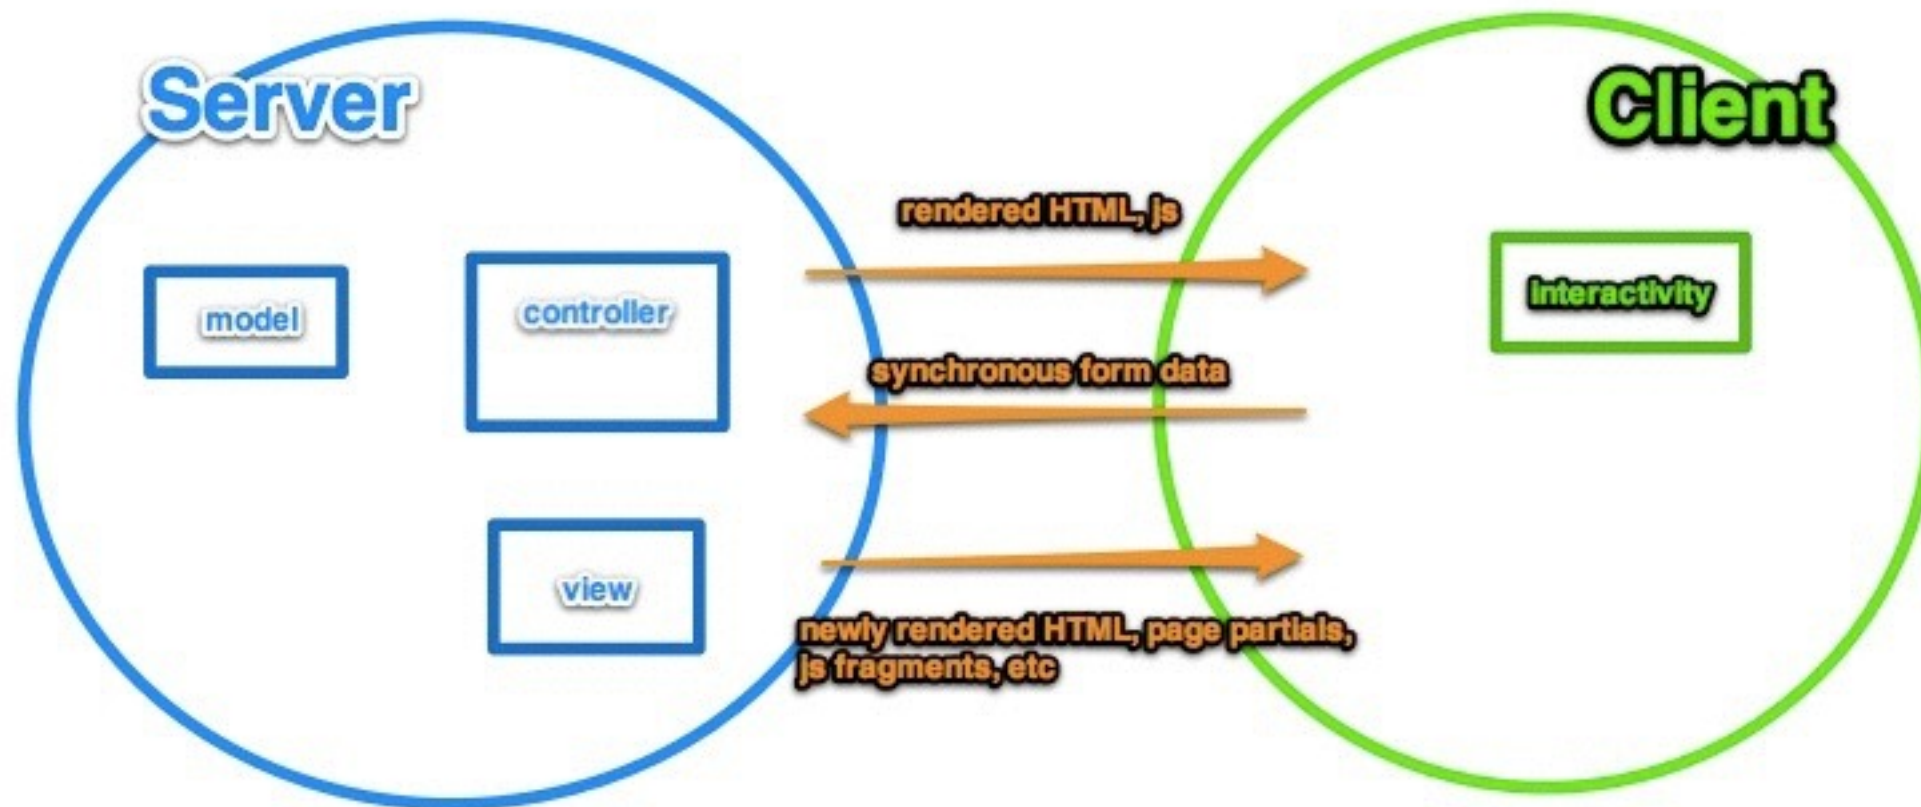 Server
Client
rendered HTML, js
model
controller
interactivity
synchronous form data
view
newly rendered HTML, page partials,
js fragments, etc